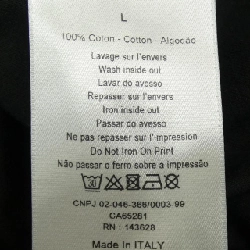 L
100% Coton - Cotton - Algodão
Lavage sur l'envers
Wash inside out
Lavar do avesso
Repasser sur l'envers
Iron inside out
Passar do avesso
Ne pas repasser sur l'impression
Do Not Iron On Print
Não passar o ferro sobre a impressão
CNPJ 02-046-386/0003-99
CA65261
RN : 143628
Made In ITALY